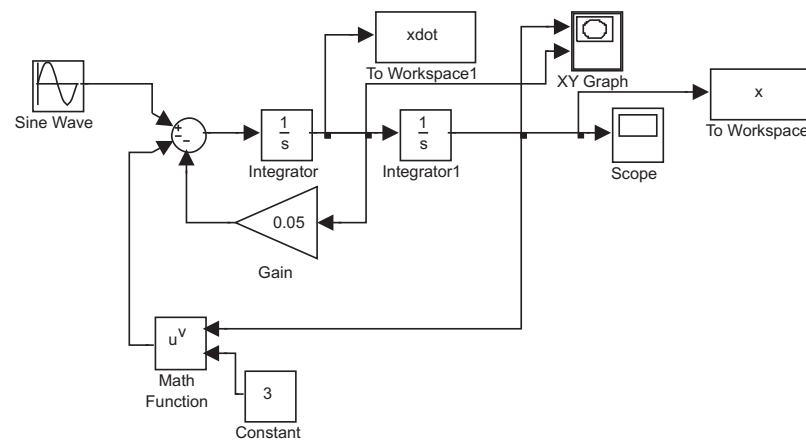 xdot
To Workspace1
XY Graph
x
To Workspace
Sine Wave
+
−
−
1
s
Integrator
1
s
Integrator1
Scope
0.05
Gain
u^v
Math
Function
3
Constant